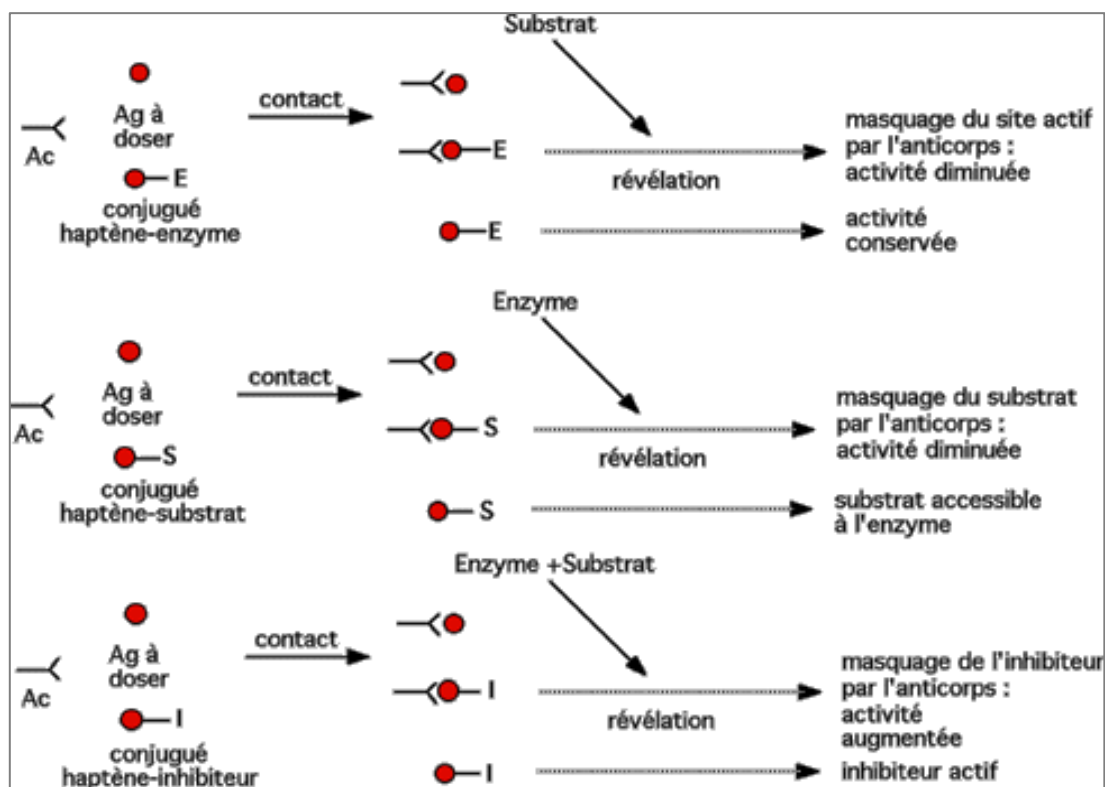 Substrat
contact
Ac
Ag à
doser
E
conjugué
haptène-enzyme
E
révélation
masquage du site actif
par l'anticorps :
activité diminuée
E
activité
conservée
Enzyme
contact
Ac
Ag à
doser
S
conjugué
haptène-substrat
S
révélation
masquage du substrat
par l'anticorps :
activité diminuée
S
substrat accessible
à l'enzyme
Enzyme +Substrat
contact
Ac
Ag à
doser
I
conjugué
haptène-inhibiteur
I
révélation
masquage de l'inhibiteur
par l'anticorps :
activité
augmentée
I
inhibiteur actif